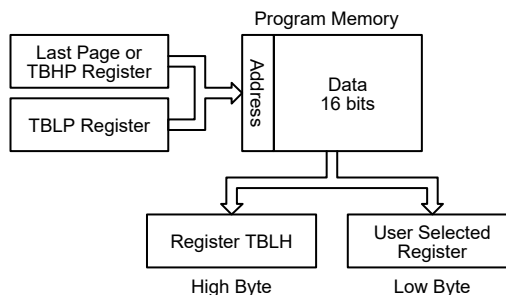 Program Memory
Last Page or
TBHP Register
TBLP Register
Address
Data
16 bits
Register TBLH
User Selected
Register
High Byte
Low Byte